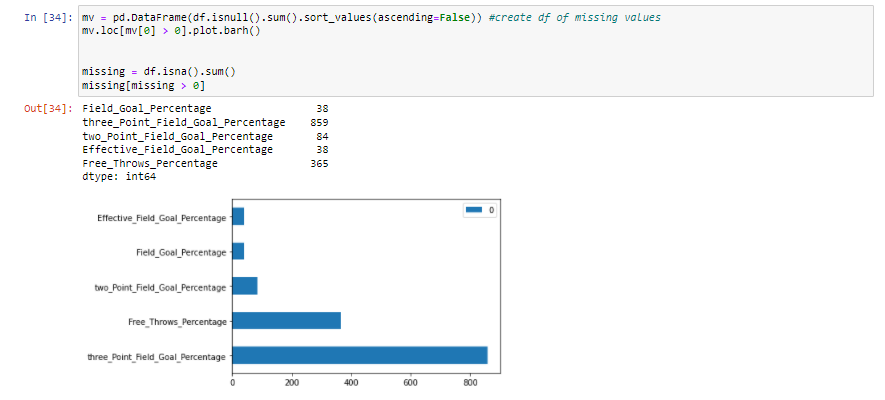 In [34]: mv = pd.DataFrame(df.isnull().sum().sort_values(ascending=False)) #create df of missing values
mv.loc[mv[0] > 0].plot.barh()
missing = df.isna().sum()
missing[missing > 0]
Out[34]: Field_Goal_Percentage 38
three_Point_Field_Goal_Percentage 859
two_Point_Field_Goal_Percentage 84
Effective_Field_Goal_Percentage 38
Free_Throws_Percentage 365
dtype: int64
0
Effective_Field_Goal_Percentage
Field_Goal_Percentage
two_Point_Field_Goal_Percentage
Free_Throws_Percentage
three_Point_Field_Goal_Percentage
0 200 400 600 800